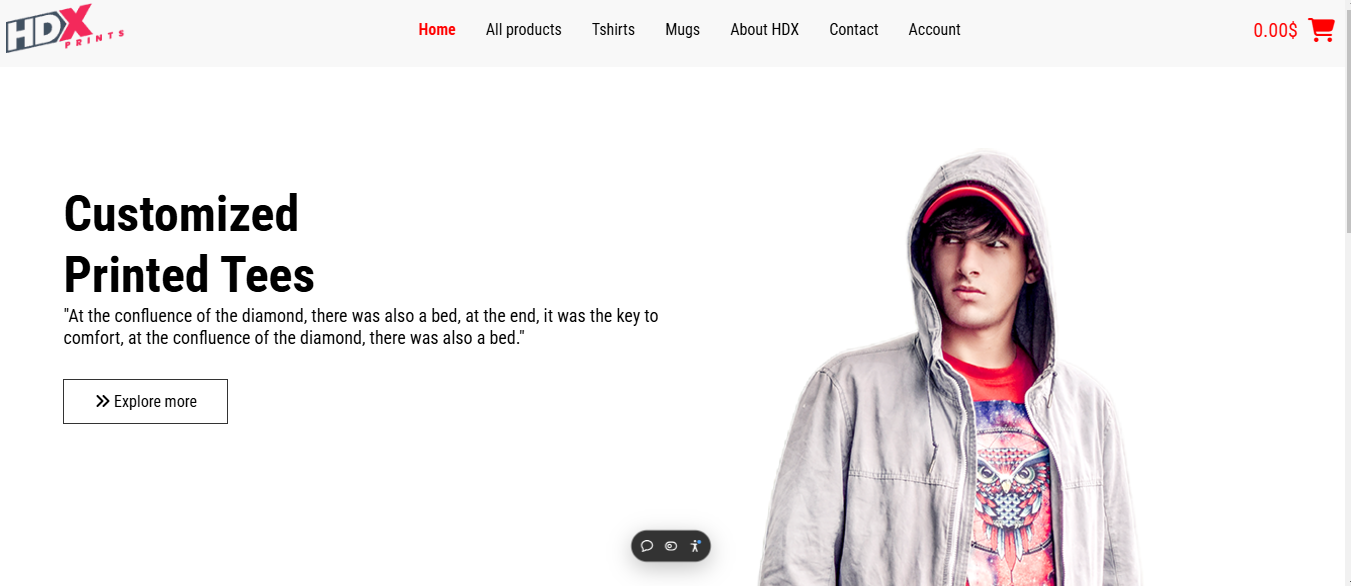 HDX
PRINTS
Home
All products
Tshirts
Mugs
About HDX
Contact
Account
0.00$
Customized
Printed Tees
"At the confluence of the diamond, there was also a bed, at the end, it was the key to
comfort, at the confluence of the diamond, there was also a bed."
Explore more